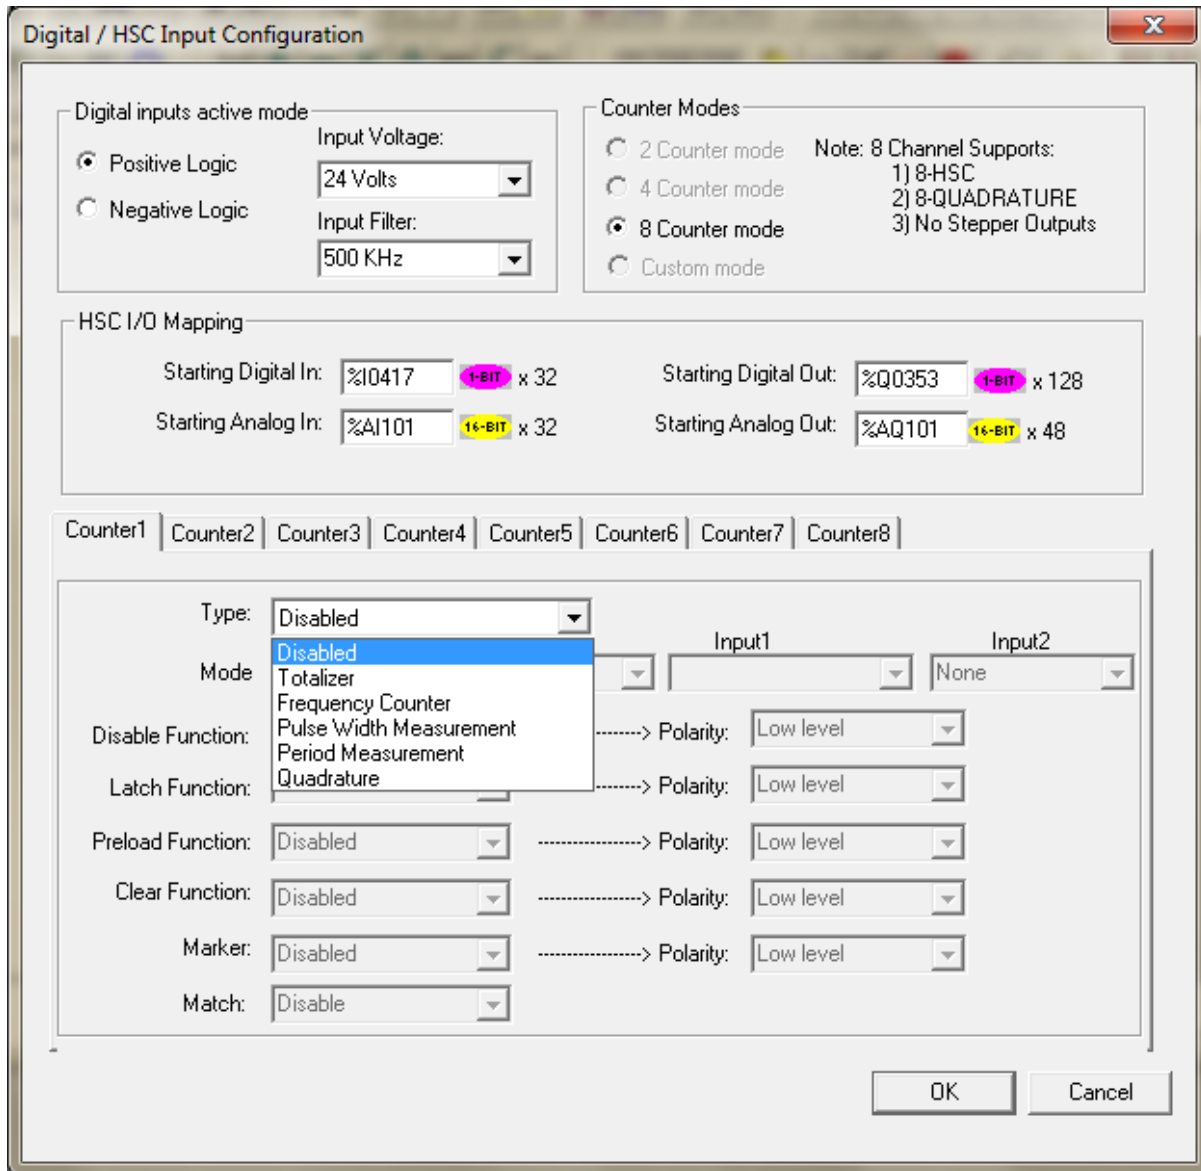 Digital / HSC Input Configuration
X
Digital inputs active mode
Positive Logic
Negative Logic
Input Voltage:
24 Volts
Input Filter:
500 KHz
Counter Modes
2 Counter mode
4 Counter mode
8 Counter mode
Custom mode
Note: 8 Channel Supports:
1) 8-HSC
2) 8-QUADRATURE
3) No Stepper Outputs
HSC I/O Mapping
Starting Digital In: %I0417 1-BIT x 32
Starting Digital Out: %Q0353 1-BIT x 128
Starting Analog In: %AI101 16-BIT x 32
Starting Analog Out: %AQ101 16-BIT x 48
Counter1 Counter2 Counter3 Counter4 Counter5 Counter6 Counter7 Counter8
Type: Disabled
Disabled
Totalizer
Frequency Counter
Pulse Width Measurement
Period Measurement
Quadrature
Input1 Input2
Mode None
Disable Function: --------> Polarity: Low level
Latch Function: --------> Polarity: Low level
Preload Function: Disabled -----------------> Polarity: Low level
Clear Function: Disabled -----------------> Polarity: Low level
Marker: Disabled -----------------> Polarity: Low level
Match: Disable
OK Cancel